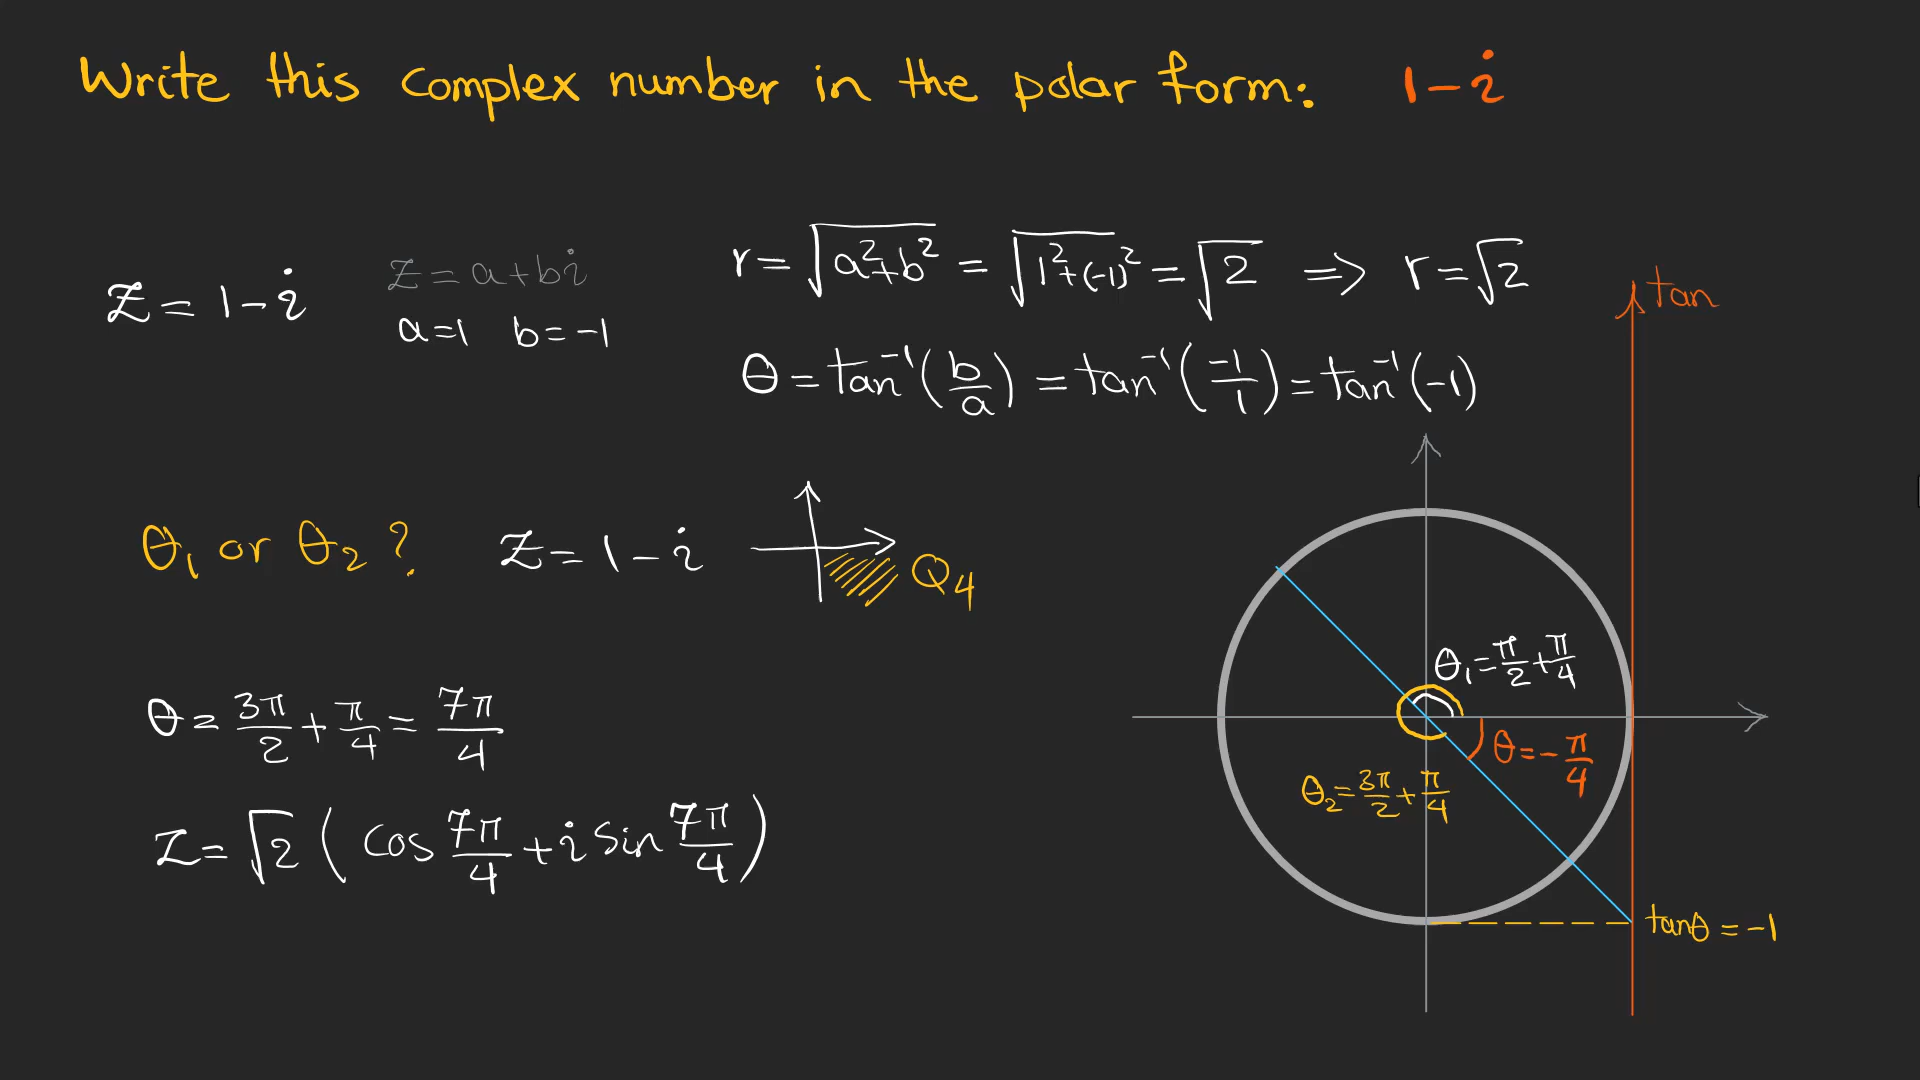 Write this complex number in the polar form: 1-i
z = 1-i
z = a+bi
a=1 b=-1
r = √(a²+b²) = √(1²+(-1)²) = √2 ⇒ r=√2
θ = tan⁻¹(b/a) = tan⁻¹(-1/1) = tan⁻¹(-1)
tan
θ₁ or θ₂ ?
z = 1-i
Q4
θ = 3π/2 + π/4 = 7π/4
z = √2 ( cos 7π/4 + i sin 7π/4 )
θ₁ = π/2 + π/4
θ = -π/4
θ₂ = 3π/2 + π/4
tanθ = -1